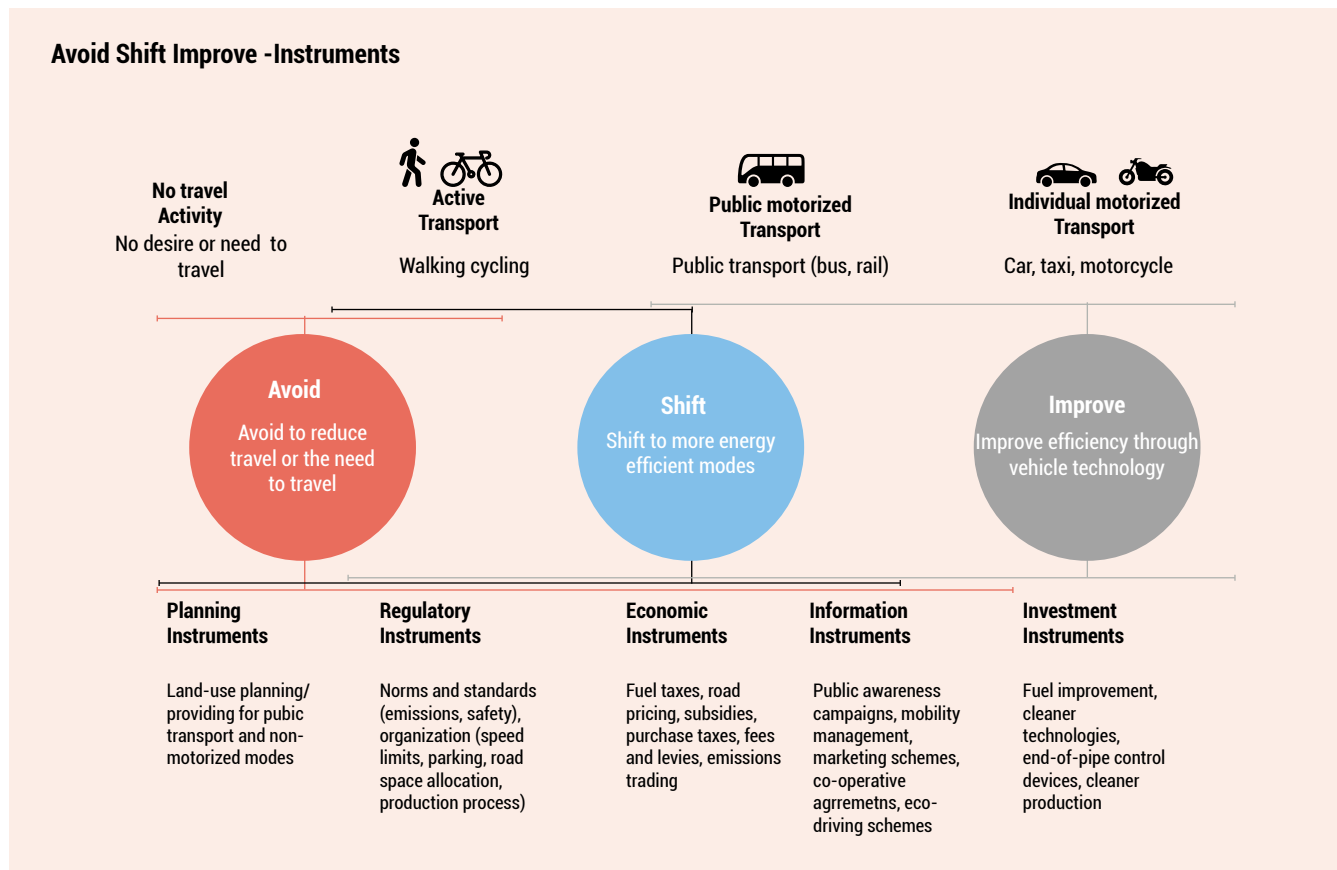 Avoid Shift Improve -Instruments
No travel
Activity
No desire or need to
travel
Active
Transport
Walking cycling
Public motorized
Transport
Public transport (bus, rail)
Individual motorized
Transport
Car, taxi, motorcycle
Avoid
Avoid to reduce
travel or the need
to travel
Shift
Shift to more energy
efficient modes
Improve
Improve efficiency through
vehicle technology
Planning
Instruments
Land-use planning/
providing for pubic
transport and non-
motorized modes
Regulatory
Instruments
Norms and standards
(emissions, safety),
organization (speed
limits, parking, road
space allocation,
production process)
Economic
Instruments
Fuel taxes, road
pricing, subsidies,
purchase taxes, fees
and levies, emissions
trading
Information
Instruments
Public awareness
campaigns, mobility
management,
marketing schemes,
co-operative
agrremetns, eco-
driving schemes
Investment
Instruments
Fuel improvement,
cleaner
technologies,
end-of-pipe control
devices, cleaner
production